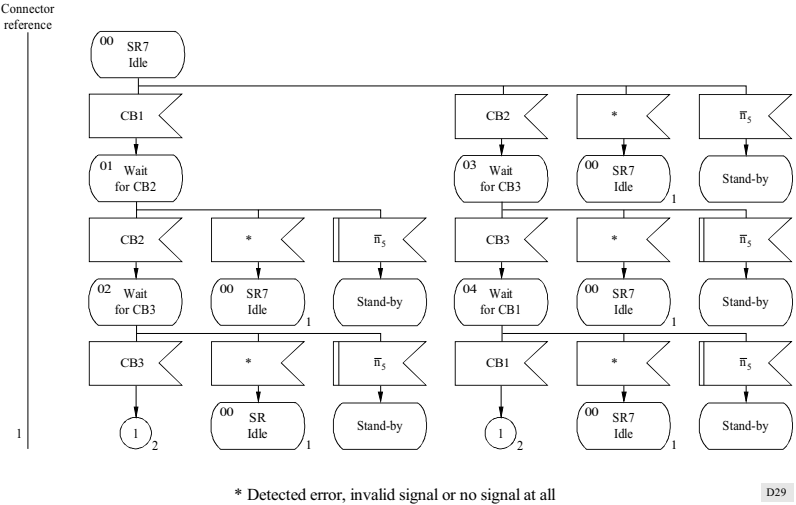 Connector
reference
00 SR7
Idle
CB1
CB2
*
n̅5
01 Wait
for CB2
03 Wait
for CB3
00 SR7
Idle
1
Stand-by
CB2
*
n̅5
CB3
*
n̅5
02 Wait
for CB3
00 SR7
Idle
1
Stand-by
04 Wait
for CB1
00 SR7
Idle
1
Stand-by
CB3
*
n̅5
CB1
*
n̅5
1
1
2
00 SR
Idle
1
Stand-by
1
2
00 SR7
Idle
1
Stand-by
* Detected error, invalid signal or no signal at all
D29